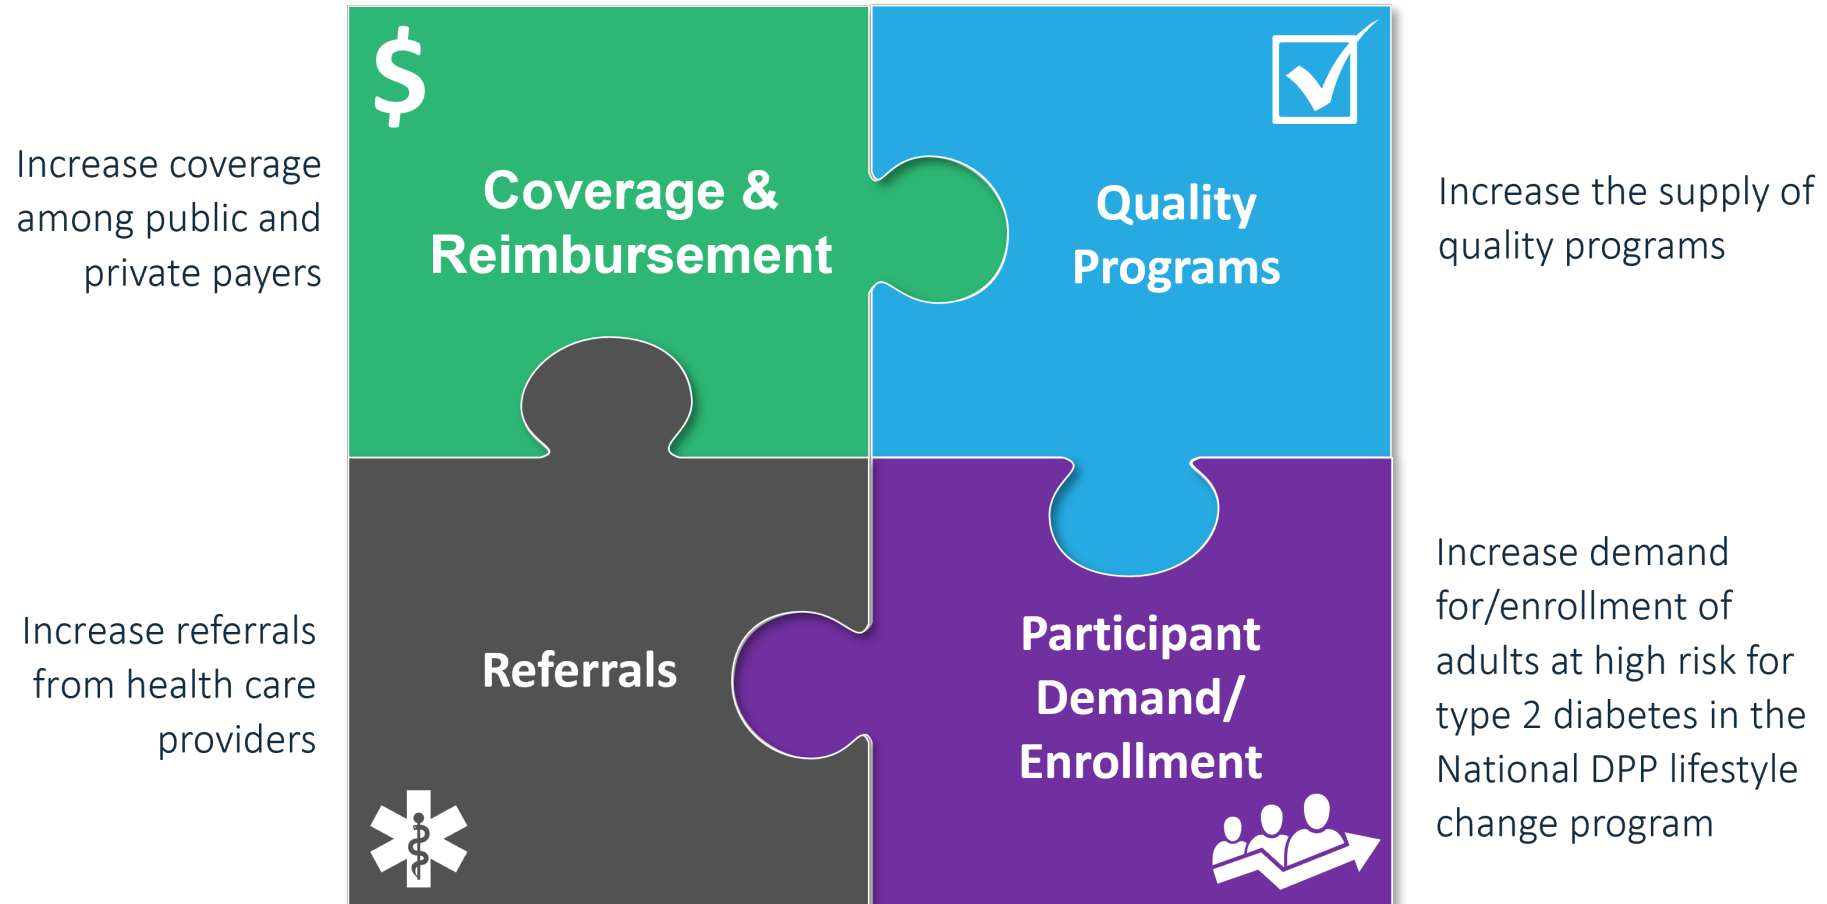 $
Coverage &
Reimbursement
Quality
Programs
Increase coverage
among public and
private payers
Increase the supply of
quality programs
Referrals
Participant
Demand/
Enrollment
Increase referrals
from health care
providers
Increase demand
for/enrollment of
adults at high risk for
type 2 diabetes in the
National DPP lifestyle
change program